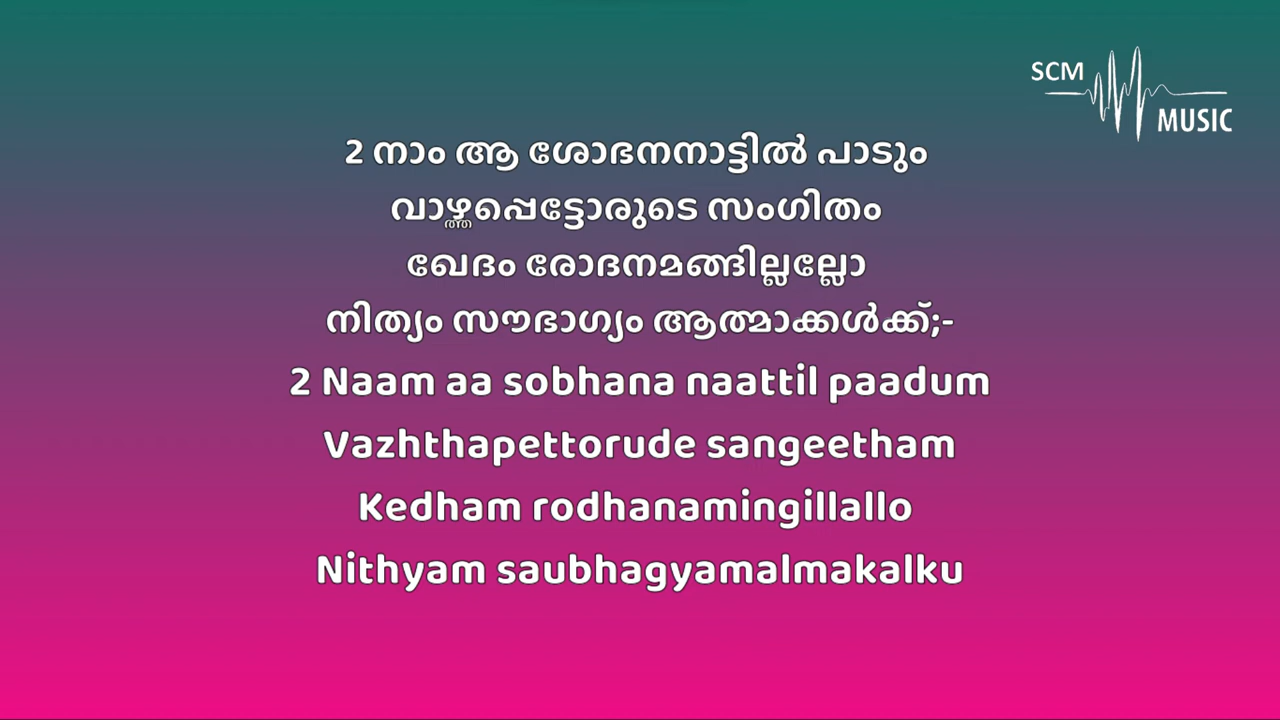 SCM
MUSIC
2 നാം ആ ശോഭനനാട്ടിൽ പാടും
വാഴ്ത്തപ്പെട്ടോരുടെ സംഗിതം
ഖേദം രോദനമങ്ങില്ലല്ലോ
നിത്യം സൗഭാഗ്യം ആത്മാക്കൾക്ക്;-
2 Naam aa sobhana naattil paadum
Vazhthapettorude sangeetham
Kedham rodhanamingillallo
Nithyam saubhagyamalmakalku